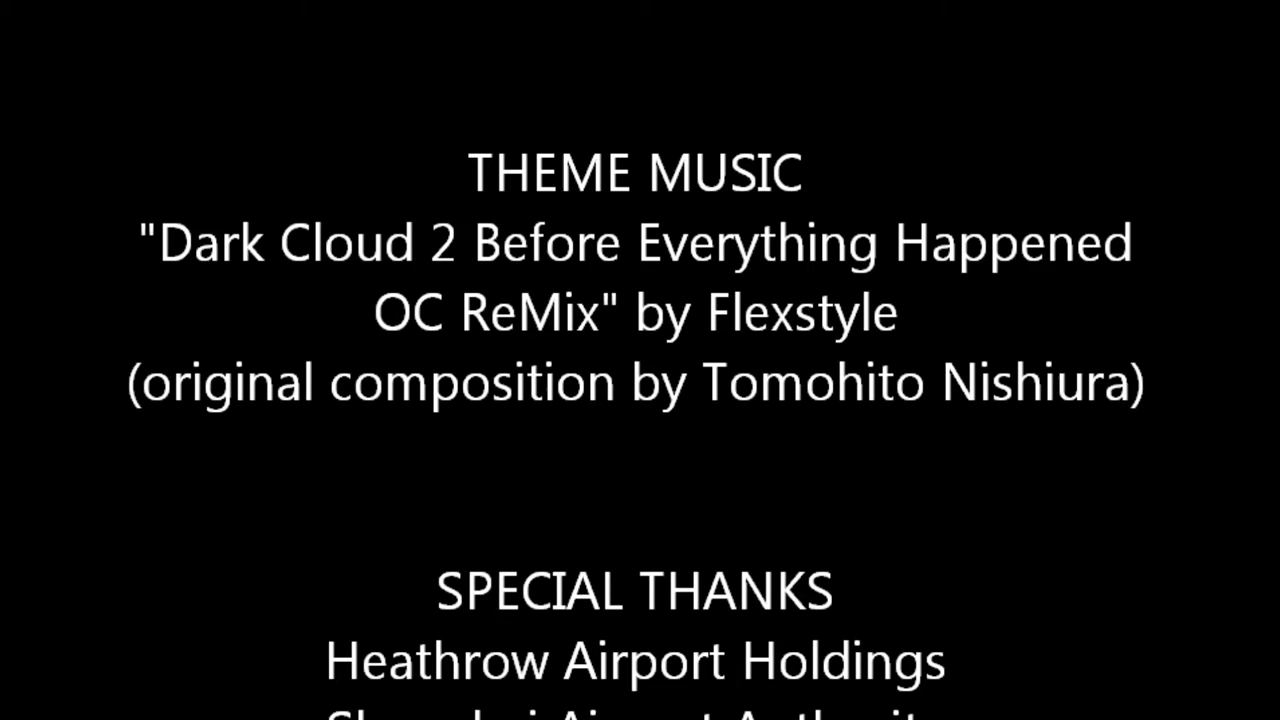 THEME MUSIC
"Dark Cloud 2 Before Everything Happened
OC ReMix" by Flexstyle
(original composition by Tomohito Nishiura)
SPECIAL THANKS
Heathrow Airport Holdings
Airport